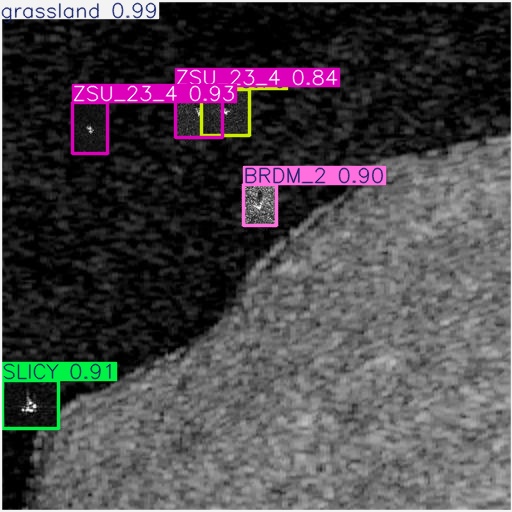 grassland 0.99
ZSU_23_4 0.84
ZSU_23_4 0.93
BRDM_2 0.90
SLICY 0.91